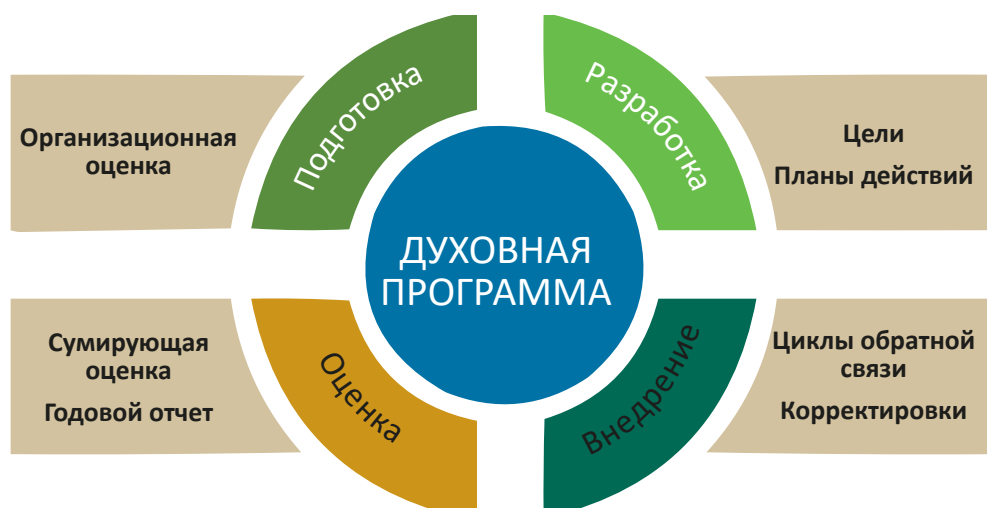 Подготовка
Разработка
Организационная
оценка
Цели
Планы действий
ДУХОВНАЯ
ПРОГРАММА
Сумирующая
оценка
Годовой отчет
Оценка
Внедрение
Циклы обратной
связи
Корректировки